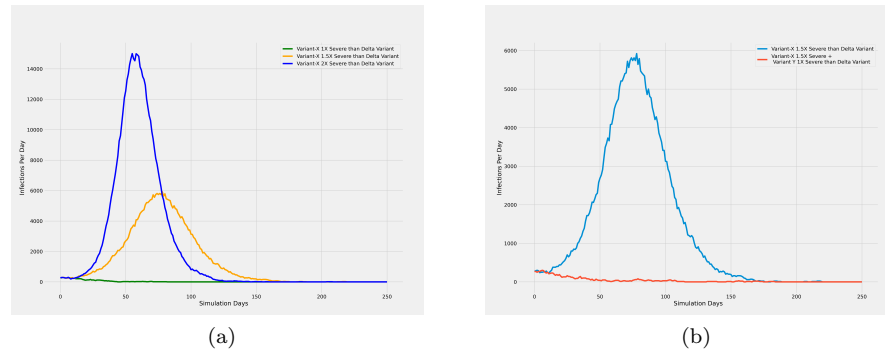 Variant-X 1X Severe than Delta Variant
Variant-X 1.5X Severe than Delta Variant
Variant-X 2X Severe than Delta Variant
14000
12000
10000
8000
6000
4000
2000
0
Infections Per Day
0 50 100 150 200 250
Simulation Days
(a)
Variant-X 1.5X Severe than Delta Variant
Variant-X 1.5X Severe +
Variant Y 1X Severe than Delta Variant
6000
5000
4000
3000
2000
1000
0
Infections Per Day
0 50 100 150 200 250
Simulation Days
(b)